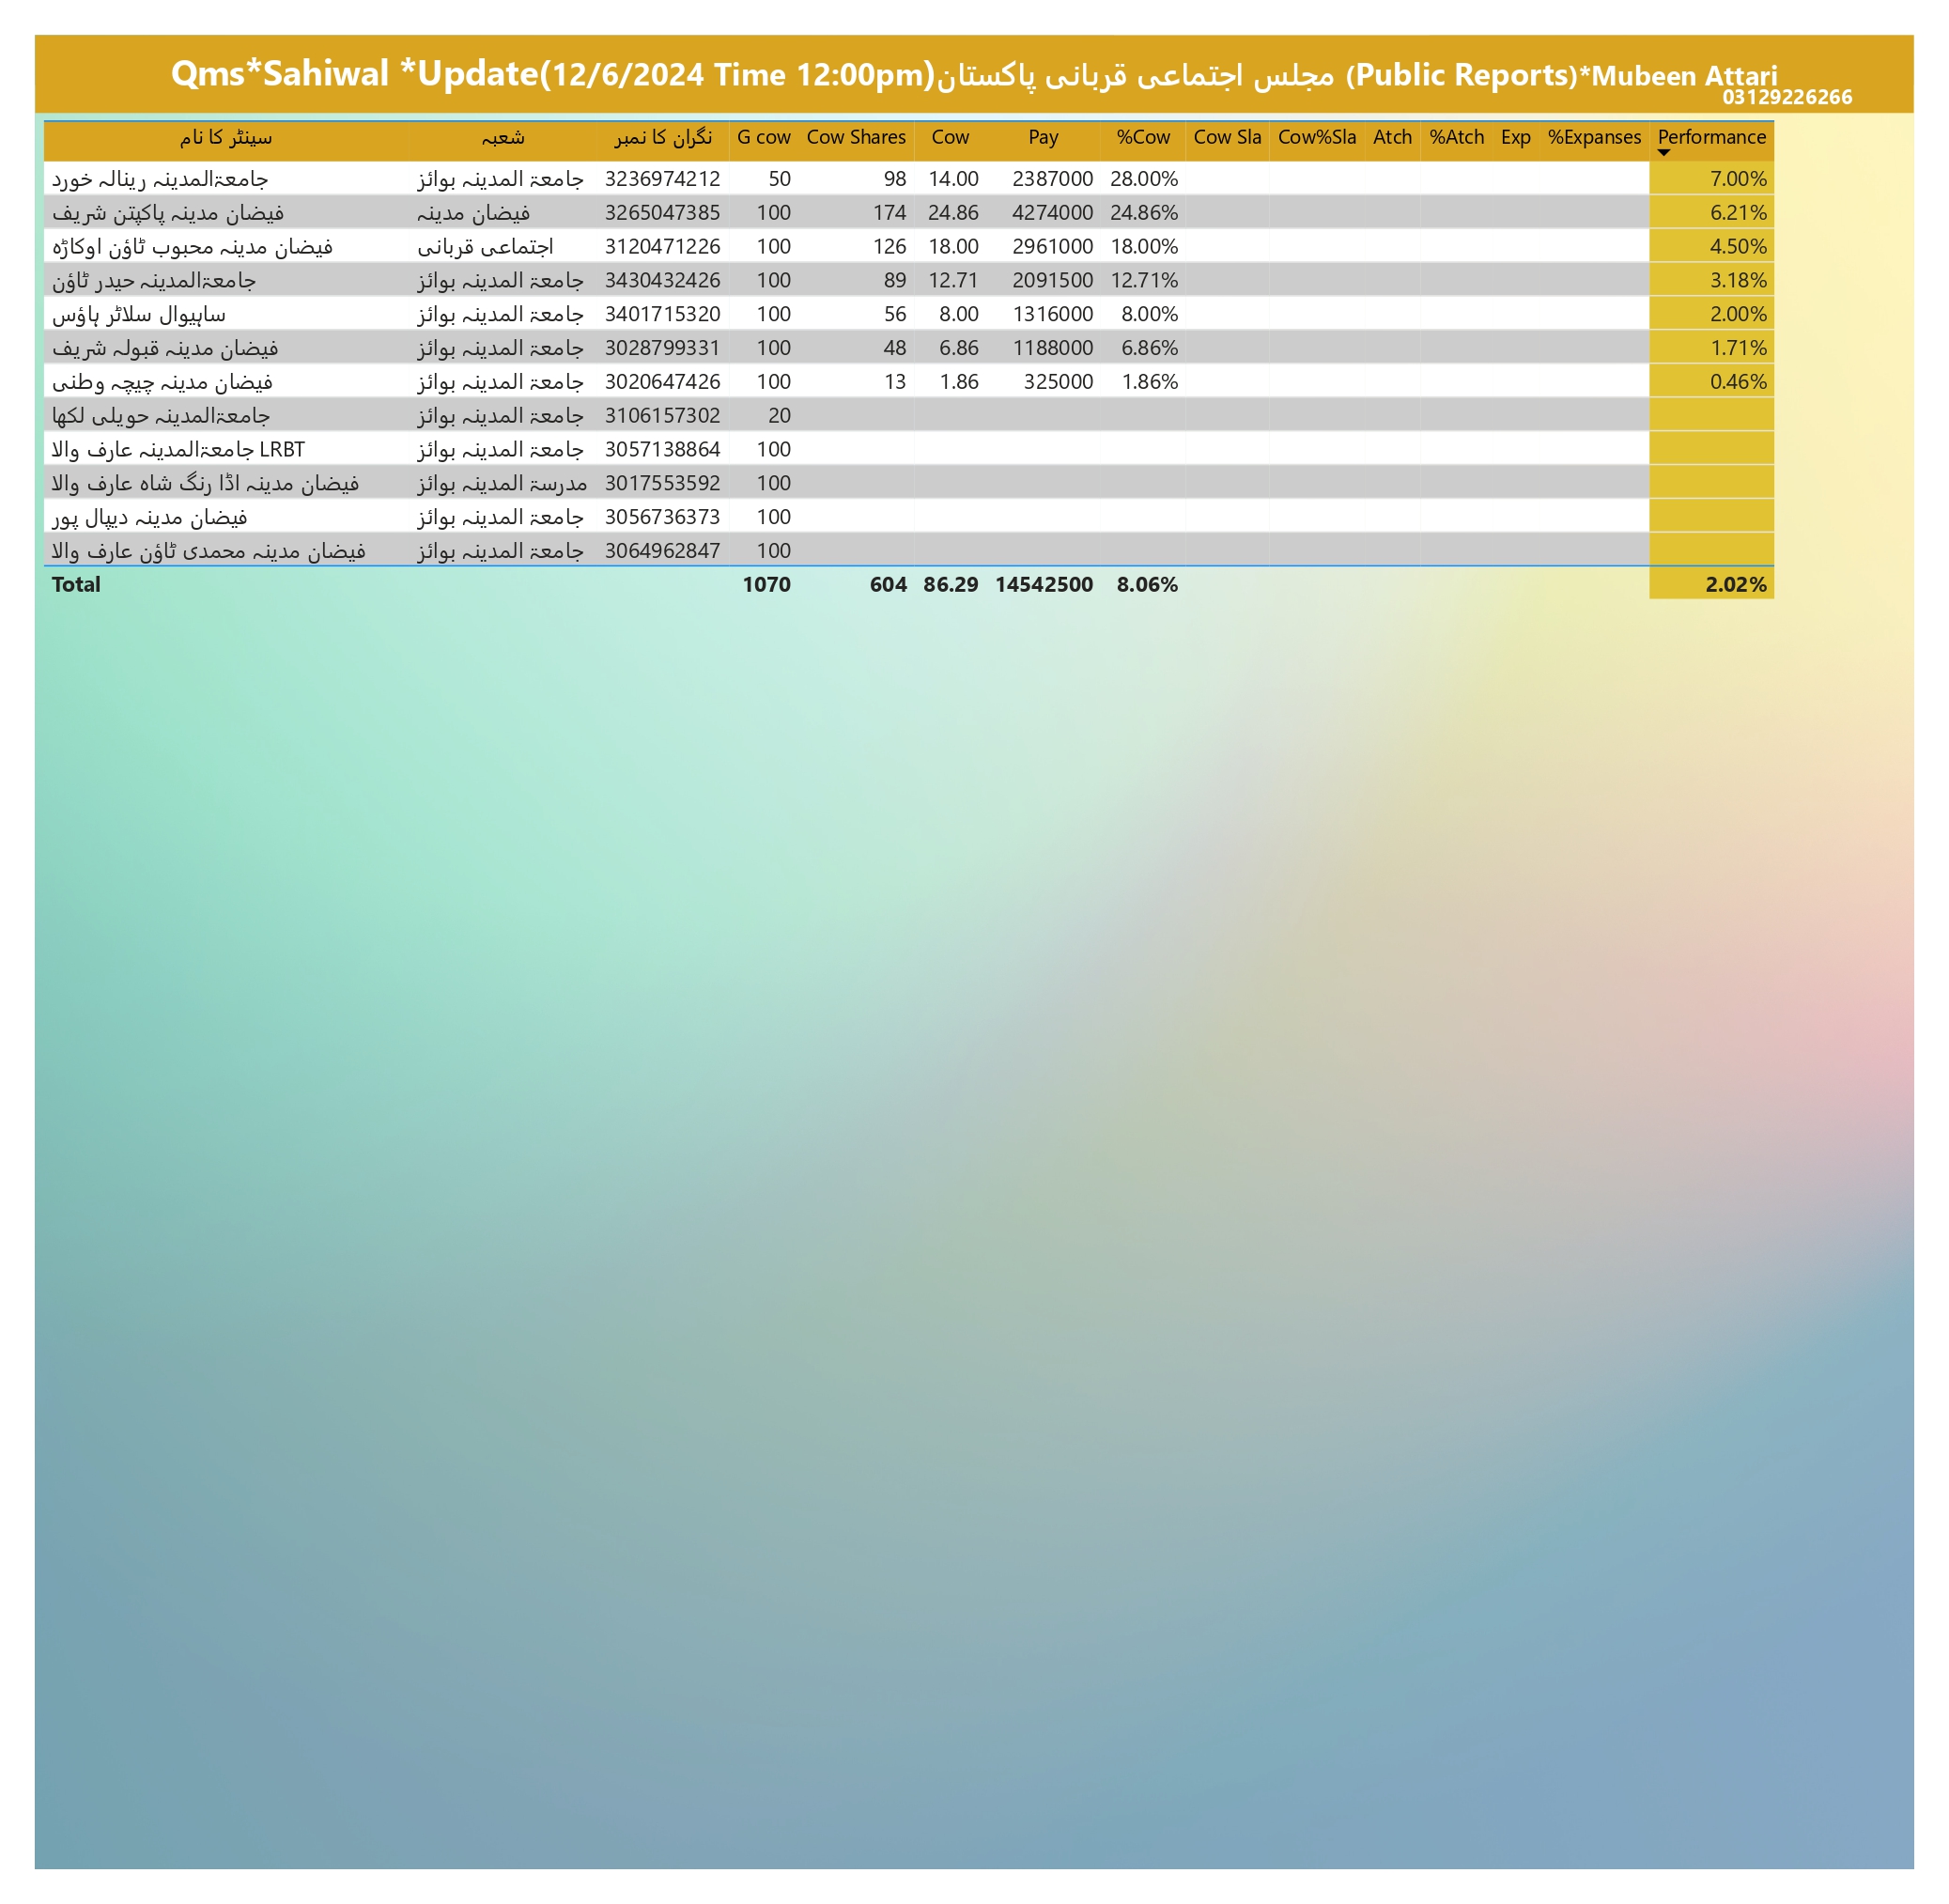 Qms*Sahiwal *Update(12/6/2024 Time 12:00pm)مجلس اجتماعی قربانی پاکستان (Public Reports)*Mubeen Attari
03129226266
سینٹر کا نام شعبہ نگران کا نمبر G cow Cow Shares Cow Pay %Cow Cow Sla Cow%Sla Atch %Atch Exp %Expanses Performance
جامعۃالمدینہ رینالہ خورد جامعۃ المدینہ بوائز 3236974212 50 98 14.00 2387000 28.00% 7.00%
فیضان مدینہ پاکپتن شریف فیضان مدینہ 3265047385 100 174 24.86 4274000 24.86% 6.21%
فیضان مدینہ محبوب ٹاؤن اوکاڑہ اجتماعی قربانی 3120471226 100 126 18.00 2961000 18.00% 4.50%
جامعۃالمدینہ حیدر ٹاؤن جامعۃ المدینہ بوائز 3430432426 100 89 12.71 2091500 12.71% 3.18%
ساہیوال سلاٹر ہاؤس جامعۃ المدینہ بوائز 3401715320 100 56 8.00 1316000 8.00% 2.00%
فیضان مدینہ قبولہ شریف جامعۃ المدینہ بوائز 3028799331 100 48 6.86 1188000 6.86% 1.71%
فیضان مدینہ چیچہ وطنی جامعۃ المدینہ بوائز 3020647426 100 13 1.86 325000 1.86% 0.46%
جامعۃالمدینہ حویلی لکھا جامعۃ المدینہ بوائز 3106157302 20
جامعۃالمدینہ عارف والا LRBT جامعۃ المدینہ بوائز 3057138864 100
فیضان مدینہ اڈا رنگ شاہ عارف والا مدرسۃ المدینہ بوائز 3017553592 100
فیضان مدینہ دیپال پور جامعۃ المدینہ بوائز 3056736373 100
فیضان مدینہ محمدی ٹاؤن عارف والا جامعۃ المدینہ بوائز 3064962847 100
Total 1070 604 86.29 14542500 8.06% 2.02%